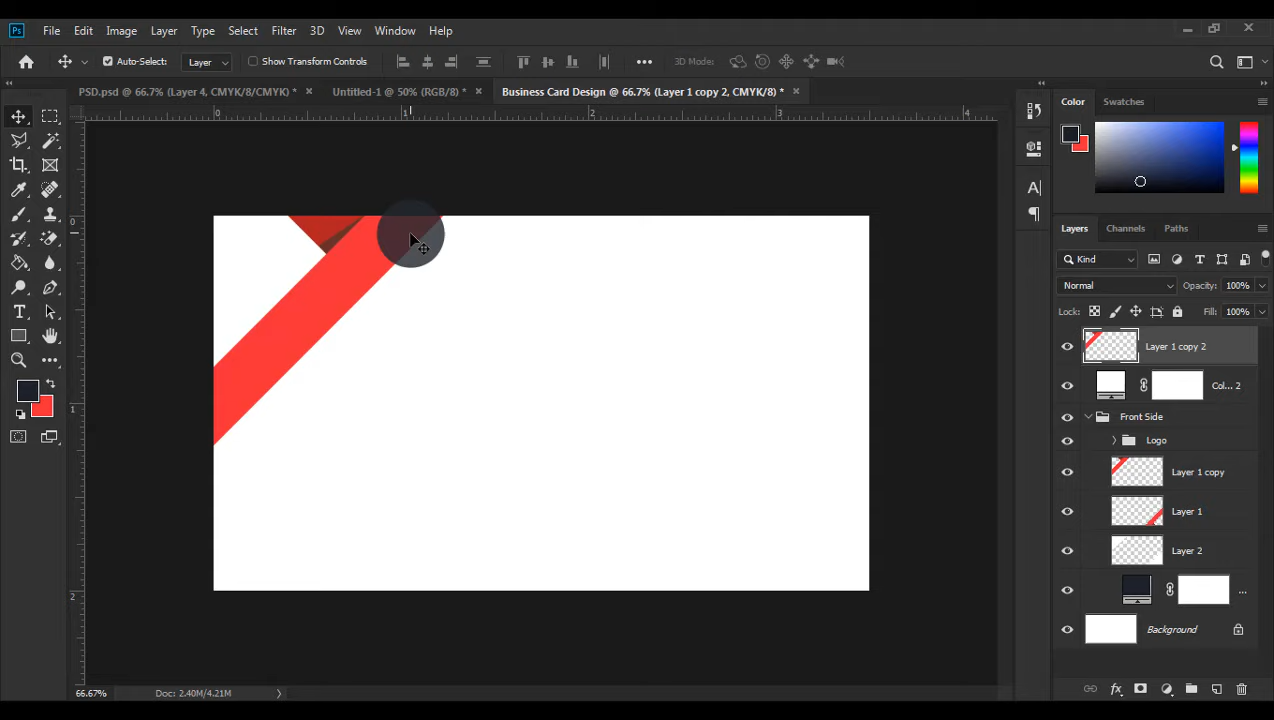 Ps File Edit Image Layer Type Select Filter 3D View Window Help
Auto-Select: Layer Show Transform Controls 3D Mode:
PSD.psd @ 66.7% (Layer 4, CMYK/8/CMYK) * Untitled-1 @ 50% (RGB/8) * Business Card Design @ 66.7% (Layer 1 copy 2, CMYK/8) *
0 1 2 3 4
0
1
2
Color Swatches
Layers Channels Paths
Kind
Normal Opacity: 100%
Lock: Fill: 100%
Layer 1 copy 2
Col... 2
Front Side
Logo
Layer 1 copy
Layer 1
Layer 2
...
Background
66.67% Doc: 2.40M/4.21M